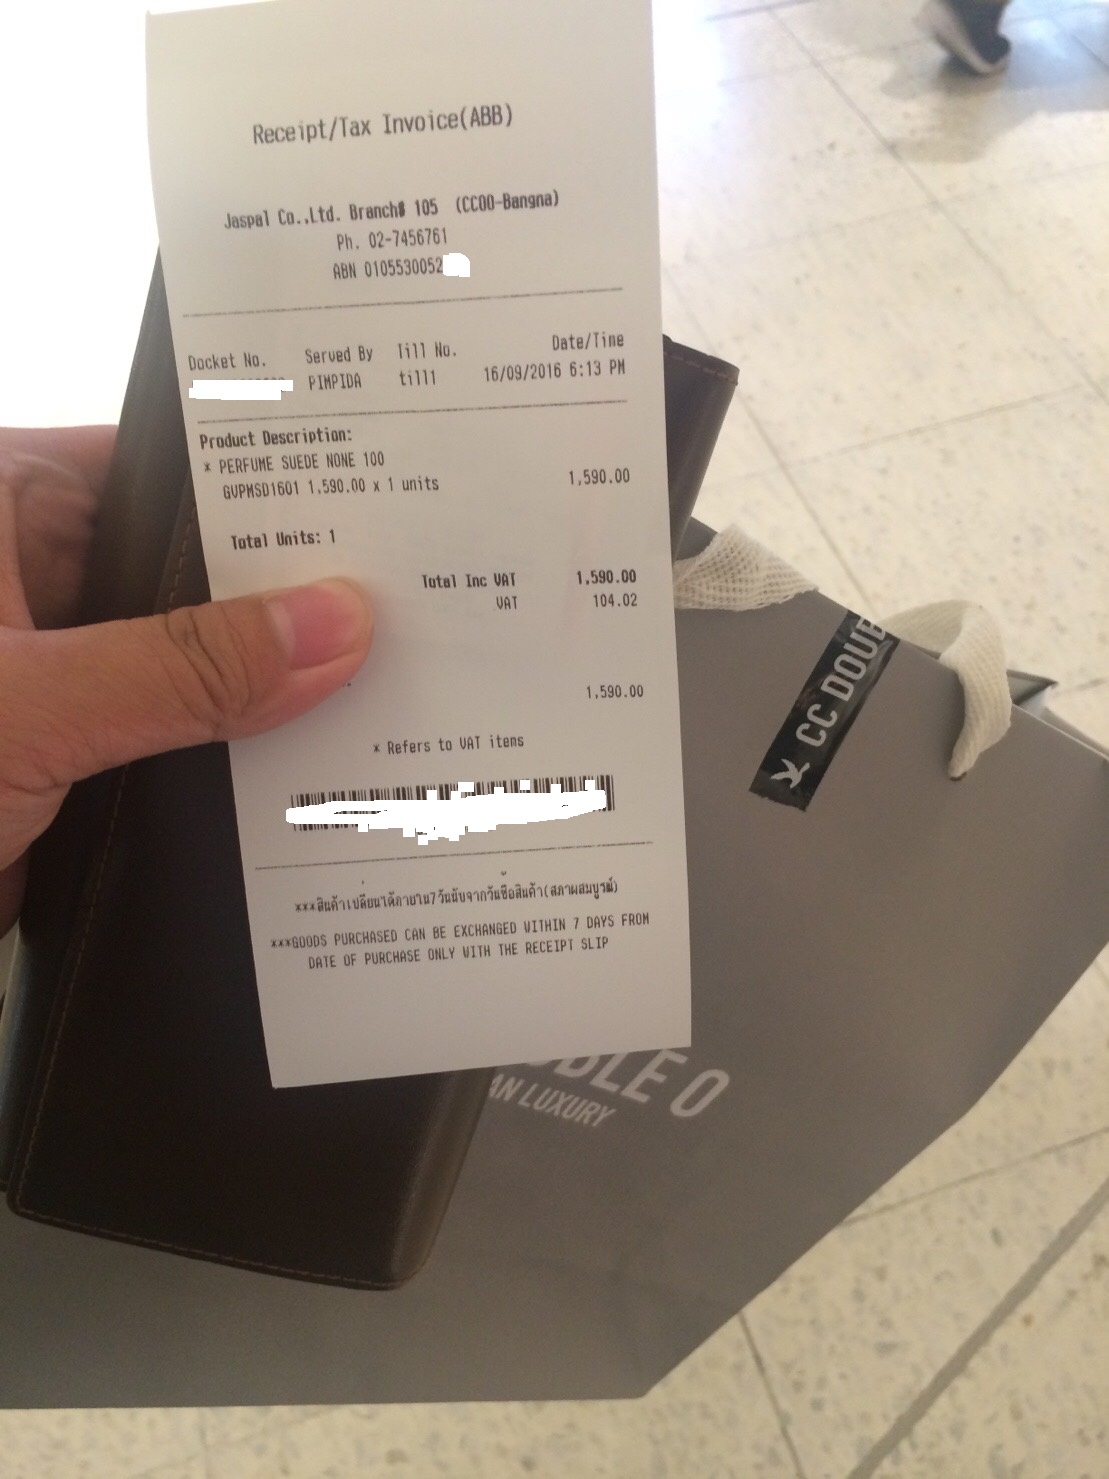 Receipt/Tax Invoice(ABB)
Jaspal Co.,Ltd. Branch# 105 (CCOO-Bangna)
Ph. 02-7456761
ABN 0105530052
Docket No. Served By Till No. Date/Time
PIMPIDA till1 16/09/2016 6:13 PM
Product Description:
* PERFUME SUEDE NONE 100
GVPMSD1601 1,590.00 x 1 units 1,590.00
Total Units: 1
Total Inc VAT 1,590.00
VAT 104.02
1,590.00
* Refers to VAT items
***สินค้าเปลี่ยนได้ภายใน7วันนับจากวันซื้อสินค้า(สภาพสมบูรณ์)
***GOODS PURCHASED CAN BE EXCHANGED WITHIN 7 DAYS FROM
DATE OF PURCHASE ONLY WITH THE RECEIPT SLIP
CC DOUB
UBLE O
AN LUXURY